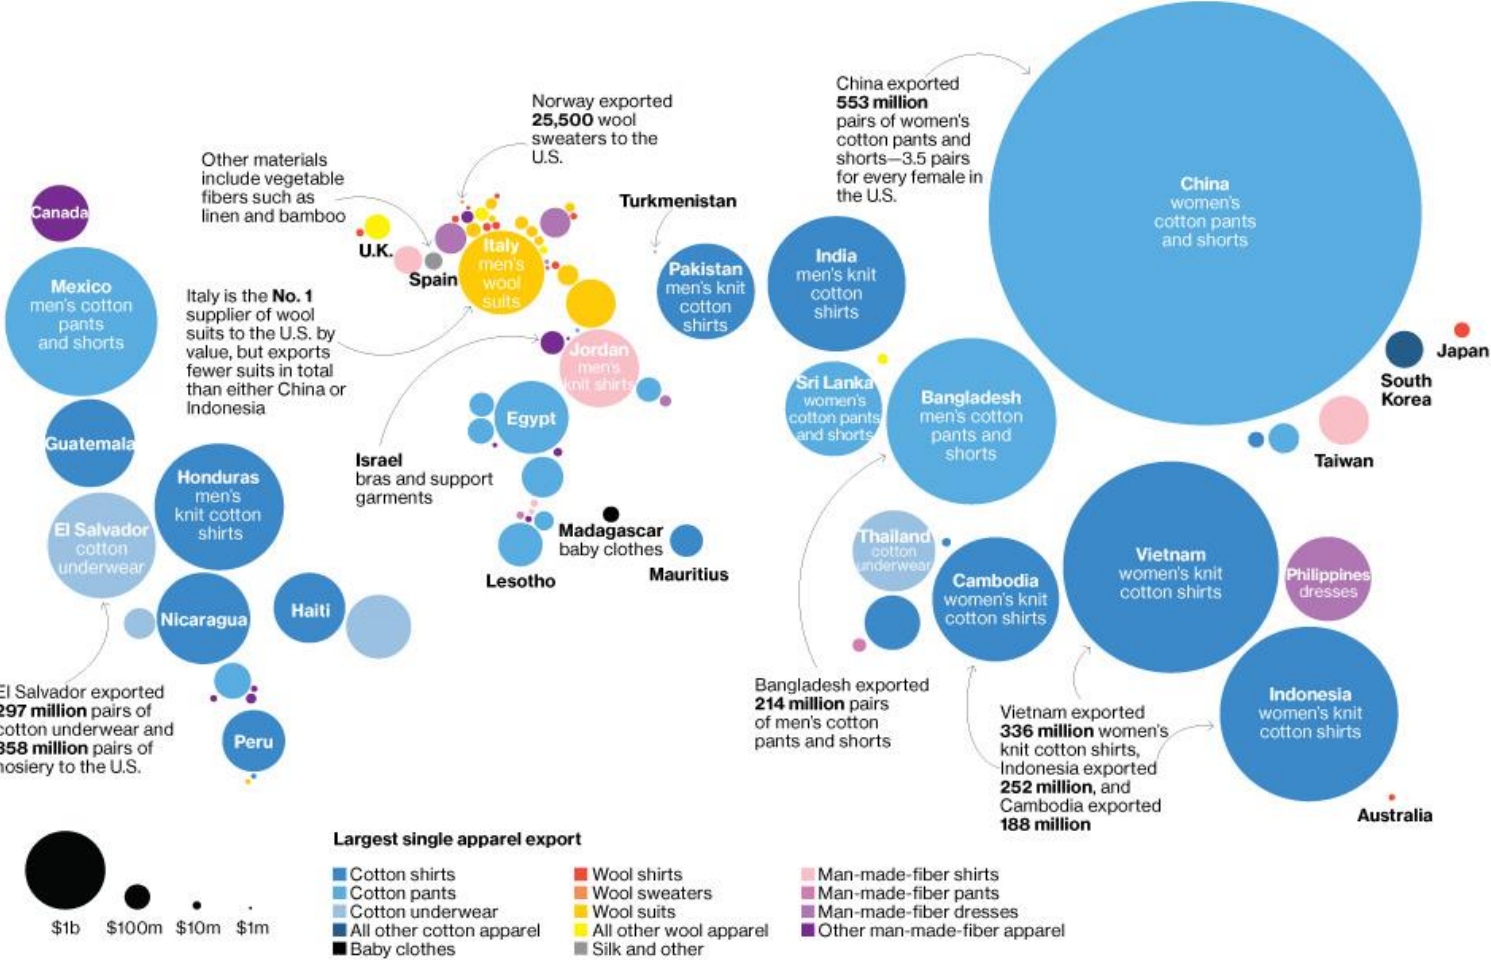 China exported
553 million
pairs of women's
cotton pants and
shorts—3.5 pairs
for every female in
the U.S.
Norway exported
25,500 wool
sweaters to the
U.S.
Other materials
include vegetable
fibers such as
linen and bamboo
Turkmenistan
China
women's
cotton pants
and shorts
Canada
U.K.
Spain
Italy
men's
wool
suits
Pakistan
men's knit
cotton
shirts
India
men's knit
cotton
shirts
Mexico
men's cotton
pants
and shorts
Italy is the No. 1
supplier of wool
suits to the U.S. by
value, but exports
fewer suits in total
than either China or
Indonesia
Jordan
men's
knit shirts
Sri Lanka
women's
cotton pants
and shorts
Bangladesh
men's cotton
pants and
shorts
South
Korea
Japan
Taiwan
Egypt
Guatemala
Israel
bras and support
garments
Honduras
men's
knit cotton
shirts
El Salvador
cotton
underwear
Lesotho
Madagascar
baby clothes
Mauritius
Thailand
cotton
underwear
Cambodia
women's knit
cotton shirts
Vietnam
women's knit
cotton shirts
Philippines
dresses
Nicaragua
Haiti
Indonesia
women's knit
cotton shirts
Peru
El Salvador exported
297 million pairs of
cotton underwear and
358 million pairs of
hosiery to the U.S.
Bangladesh exported
214 million pairs
of men's cotton
pants and shorts
Vietnam exported
336 million women's
knit cotton shirts,
Indonesia exported
252 million, and
Cambodia exported
188 million
Australia
$1b
$100m
$10m
$1m
Largest single apparel export
Cotton shirts
Cotton pants
Cotton underwear
All other cotton apparel
Baby clothes
Wool shirts
Wool sweaters
Wool suits
All other wool apparel
Silk and other
Man-made-fiber shirts
Man-made-fiber pants
Man-made-fiber dresses
Other man-made-fiber apparel